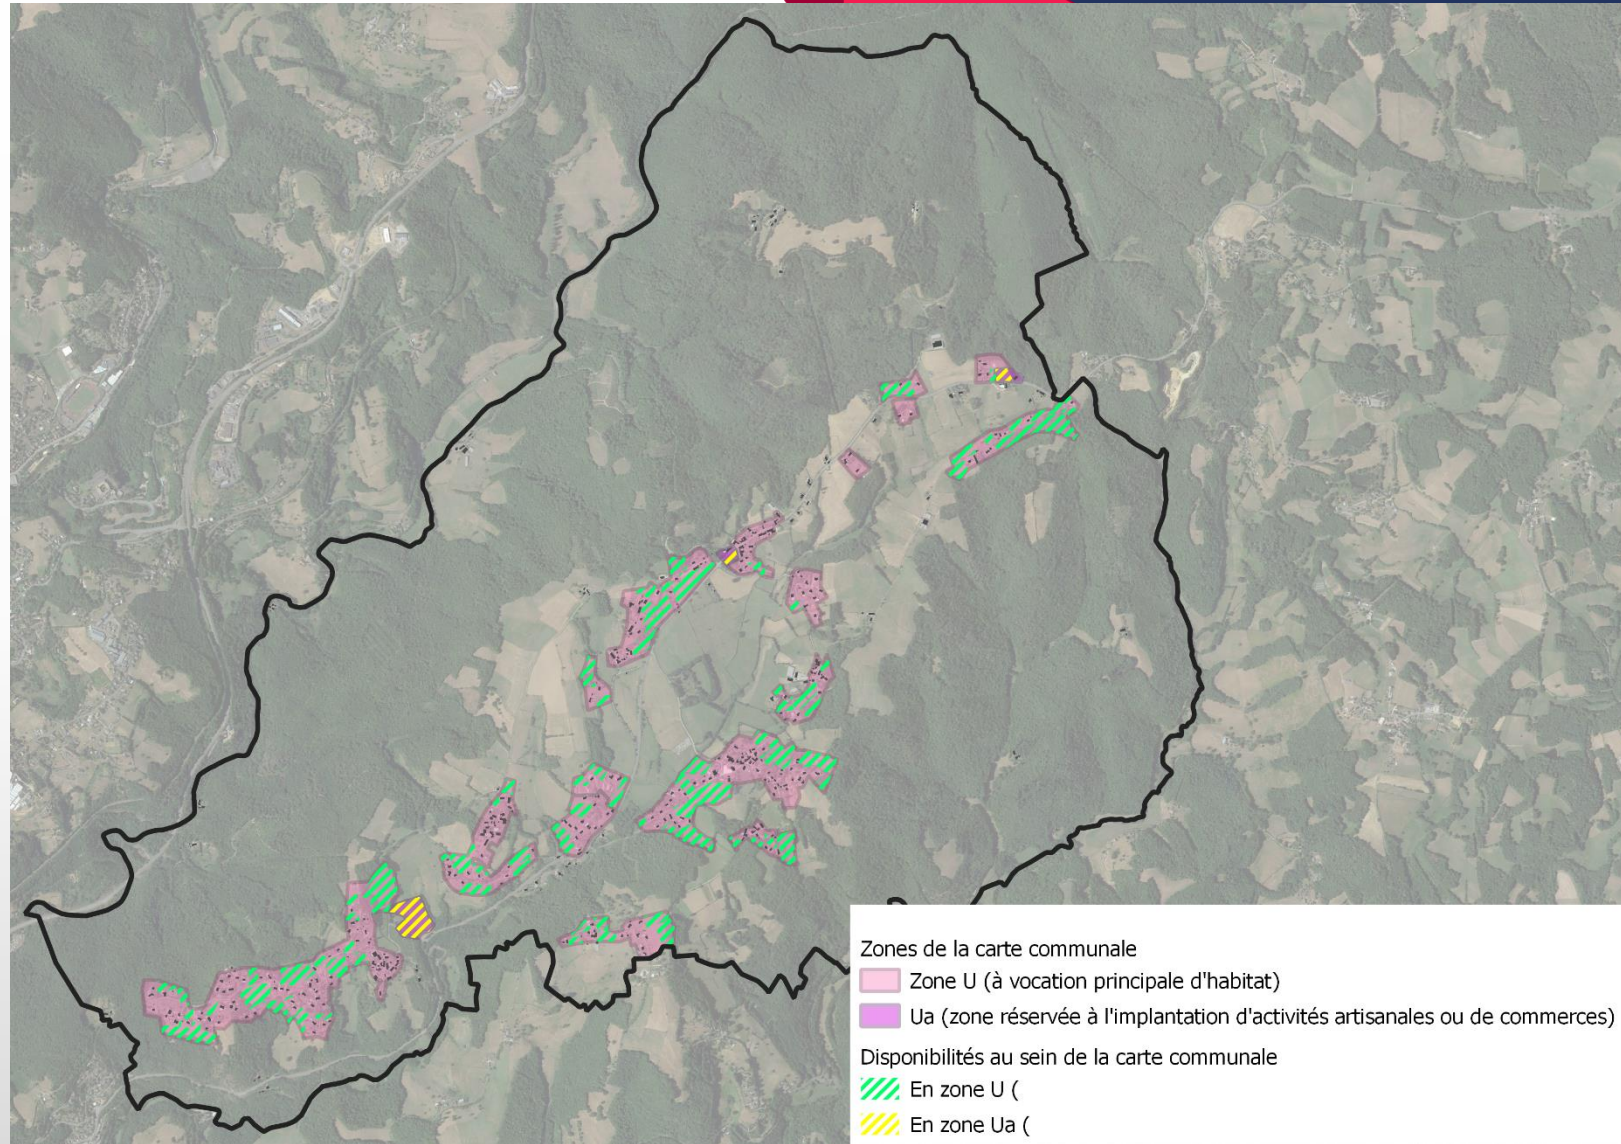 Zones de la carte communale
Zone U (à vocation principale d'habitat)
Ua (zone réservée à l'implantation d'activités artisanales ou de commerces)
Disponibilités au sein de la carte communale
En zone U (
En zone Ua (